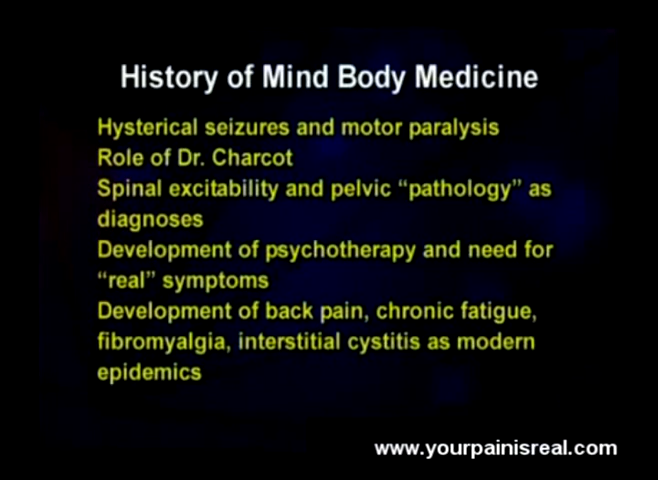 History of Mind Body Medicine
Hysterical seizures and motor paralysis
Role of Dr. Charcot
Spinal excitability and pelvic “pathology” as
diagnoses
Development of psychotherapy and need for
“real” symptoms
Development of back pain, chronic fatigue,
fibromyalgia, interstitial cystitis as modern
epidemics
www.yourpainisreal.com